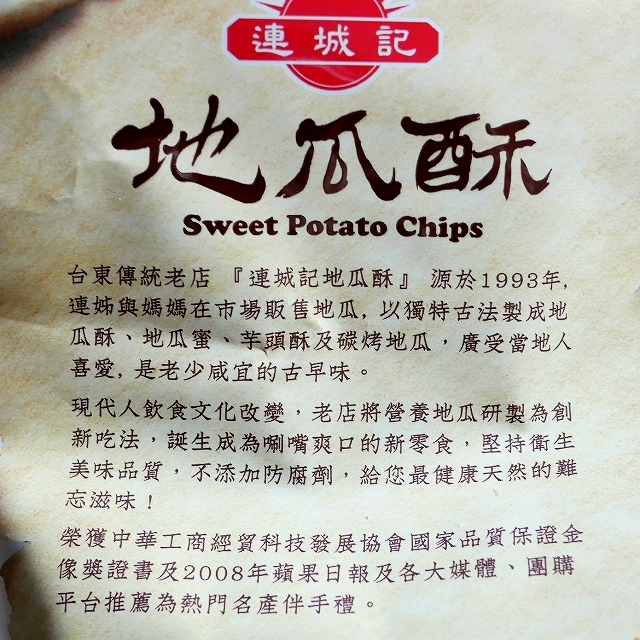 連城記
地瓜酥
Sweet Potato Chips
台東傳統老店『連城記地瓜酥』源於1993年,
連姊與媽媽在市場販售地瓜,以獨特古法製成地
瓜酥、地瓜蜜、芋頭酥及碳烤地瓜，廣受當地人
喜愛,是老少咸宜的古早味。
現代人飲食文化改變，老店將營養地瓜研製為創
新吃法，誕生成為唰嘴爽口的新零食，堅持衛生
美味品質，不添加防腐劑，給您最健康天然的難
忘滋味！
榮獲中華工商經貿科技發展協會國家品質保證金
像獎證書及2008年蘋果日報及各大媒體、團購
平台推薦為熱門名產伴手禮。